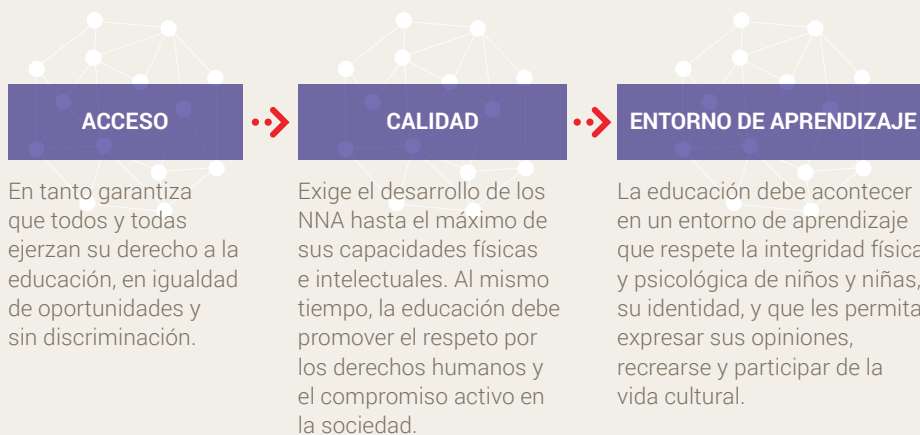 ACCESO
En tanto garantiza
que todos y todas
ejerzan su derecho a la
educación, en igualdad
de oportunidades y
sin discriminación.
CALIDAD
Exige el desarrollo de los
NNA hasta el máximo de
sus capacidades físicas
e intelectuales. Al mismo
tiempo, la educación debe
promover el respeto por
los derechos humanos y
el compromiso activo en
la sociedad.
ENTORNO DE APRENDIZAJE
La educación debe acontecer
en un entorno de aprendizaje
que respete la integridad física
y psicológica de niños y niñas,
su identidad, y que les permita
expresar sus opiniones,
recrearse y participar de la
vida cultural.